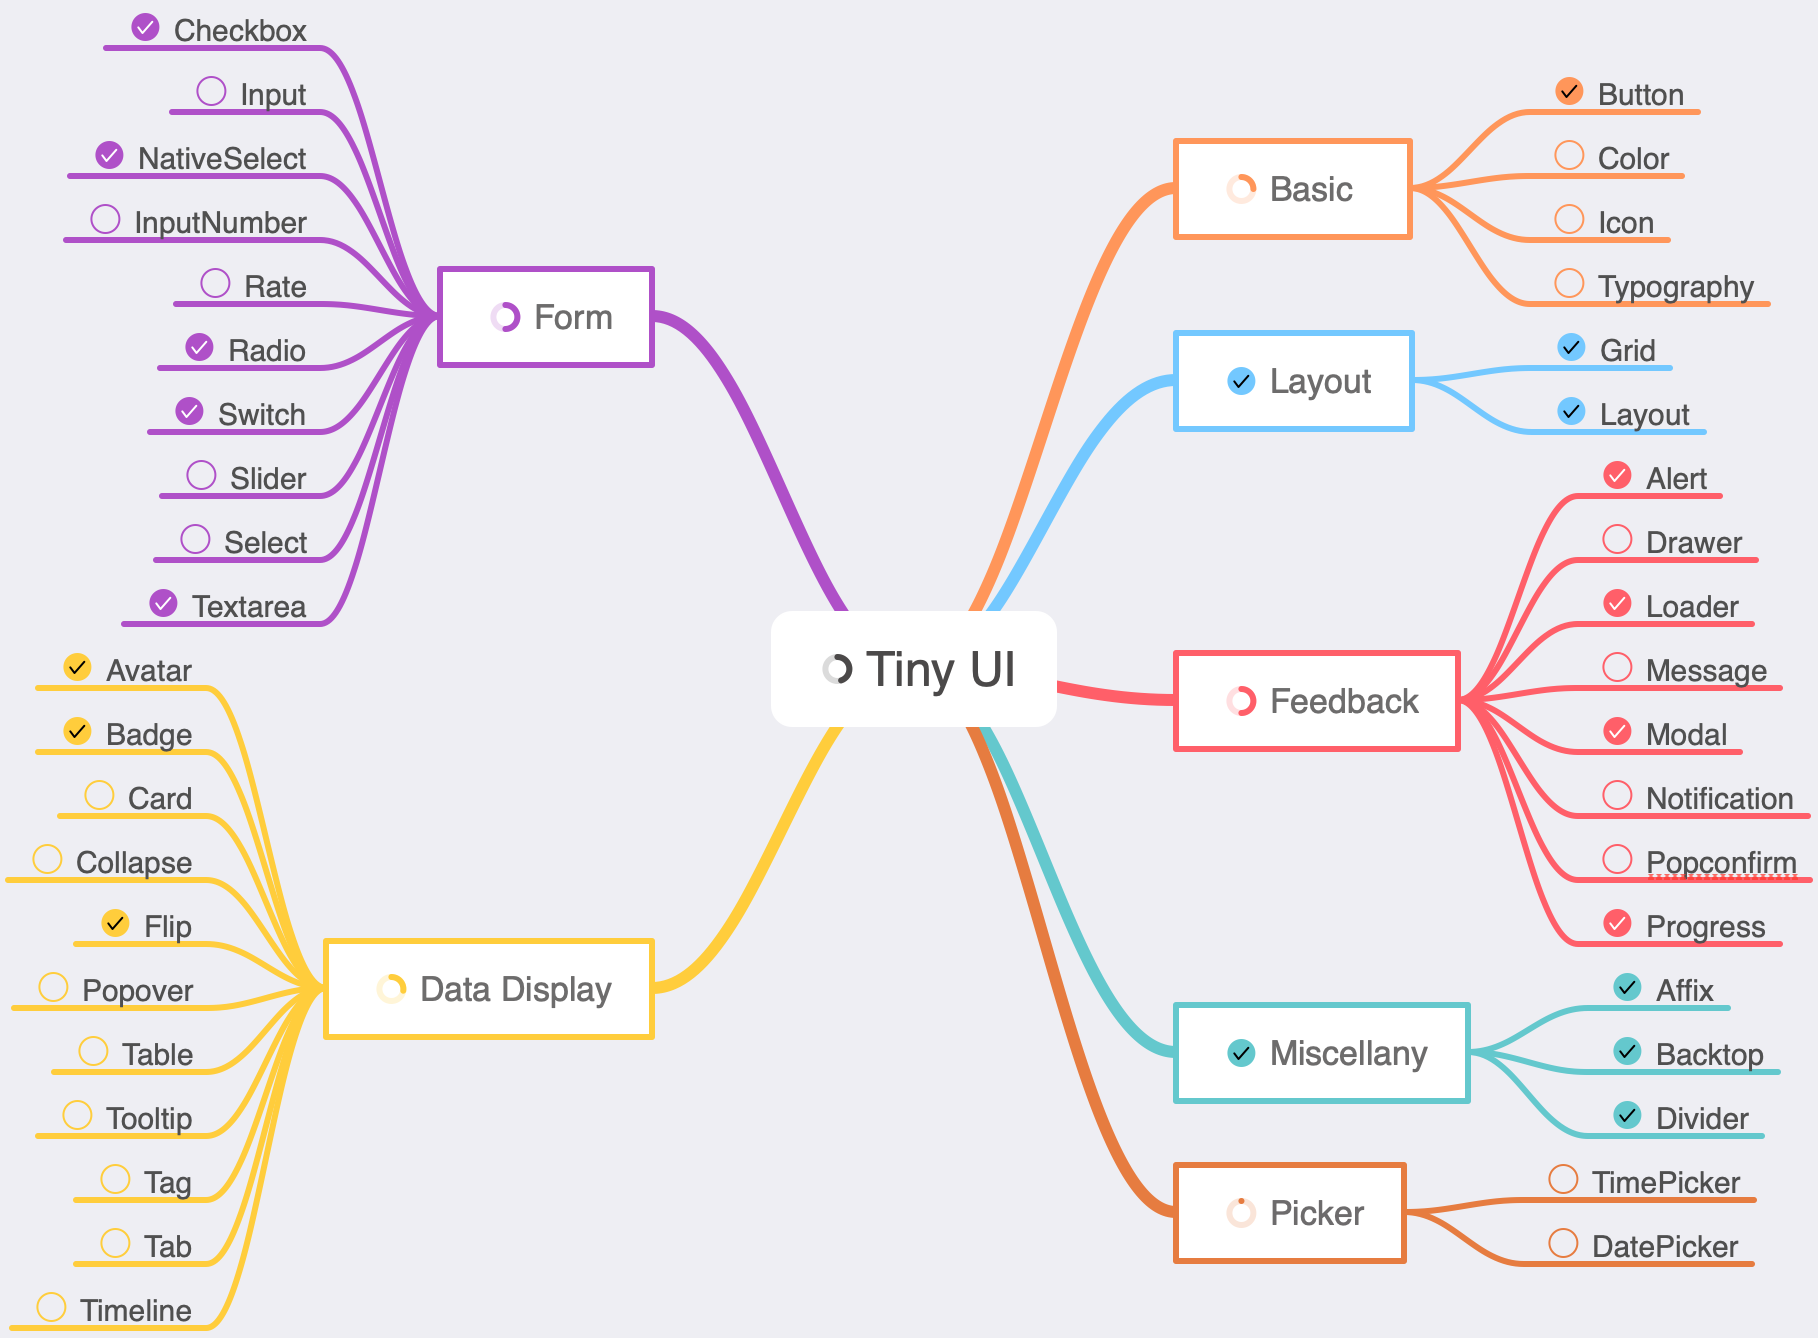 Checkbox
Input
NativeSelect
InputNumber
Rate
Radio
Switch
Slider
Select
Textarea
Form
Avatar
Badge
Card
Collapse
Flip
Popover
Table
Tooltip
Tag
Tab
Timeline
Data Display
Tiny UI
Basic
Button
Color
Icon
Typography
Layout
Grid
Layout
Feedback
Alert
Drawer
Loader
Message
Modal
Notification
Popconfirm
Progress
Miscellany
Affix
Backtop
Divider
Picker
TimePicker
DatePicker